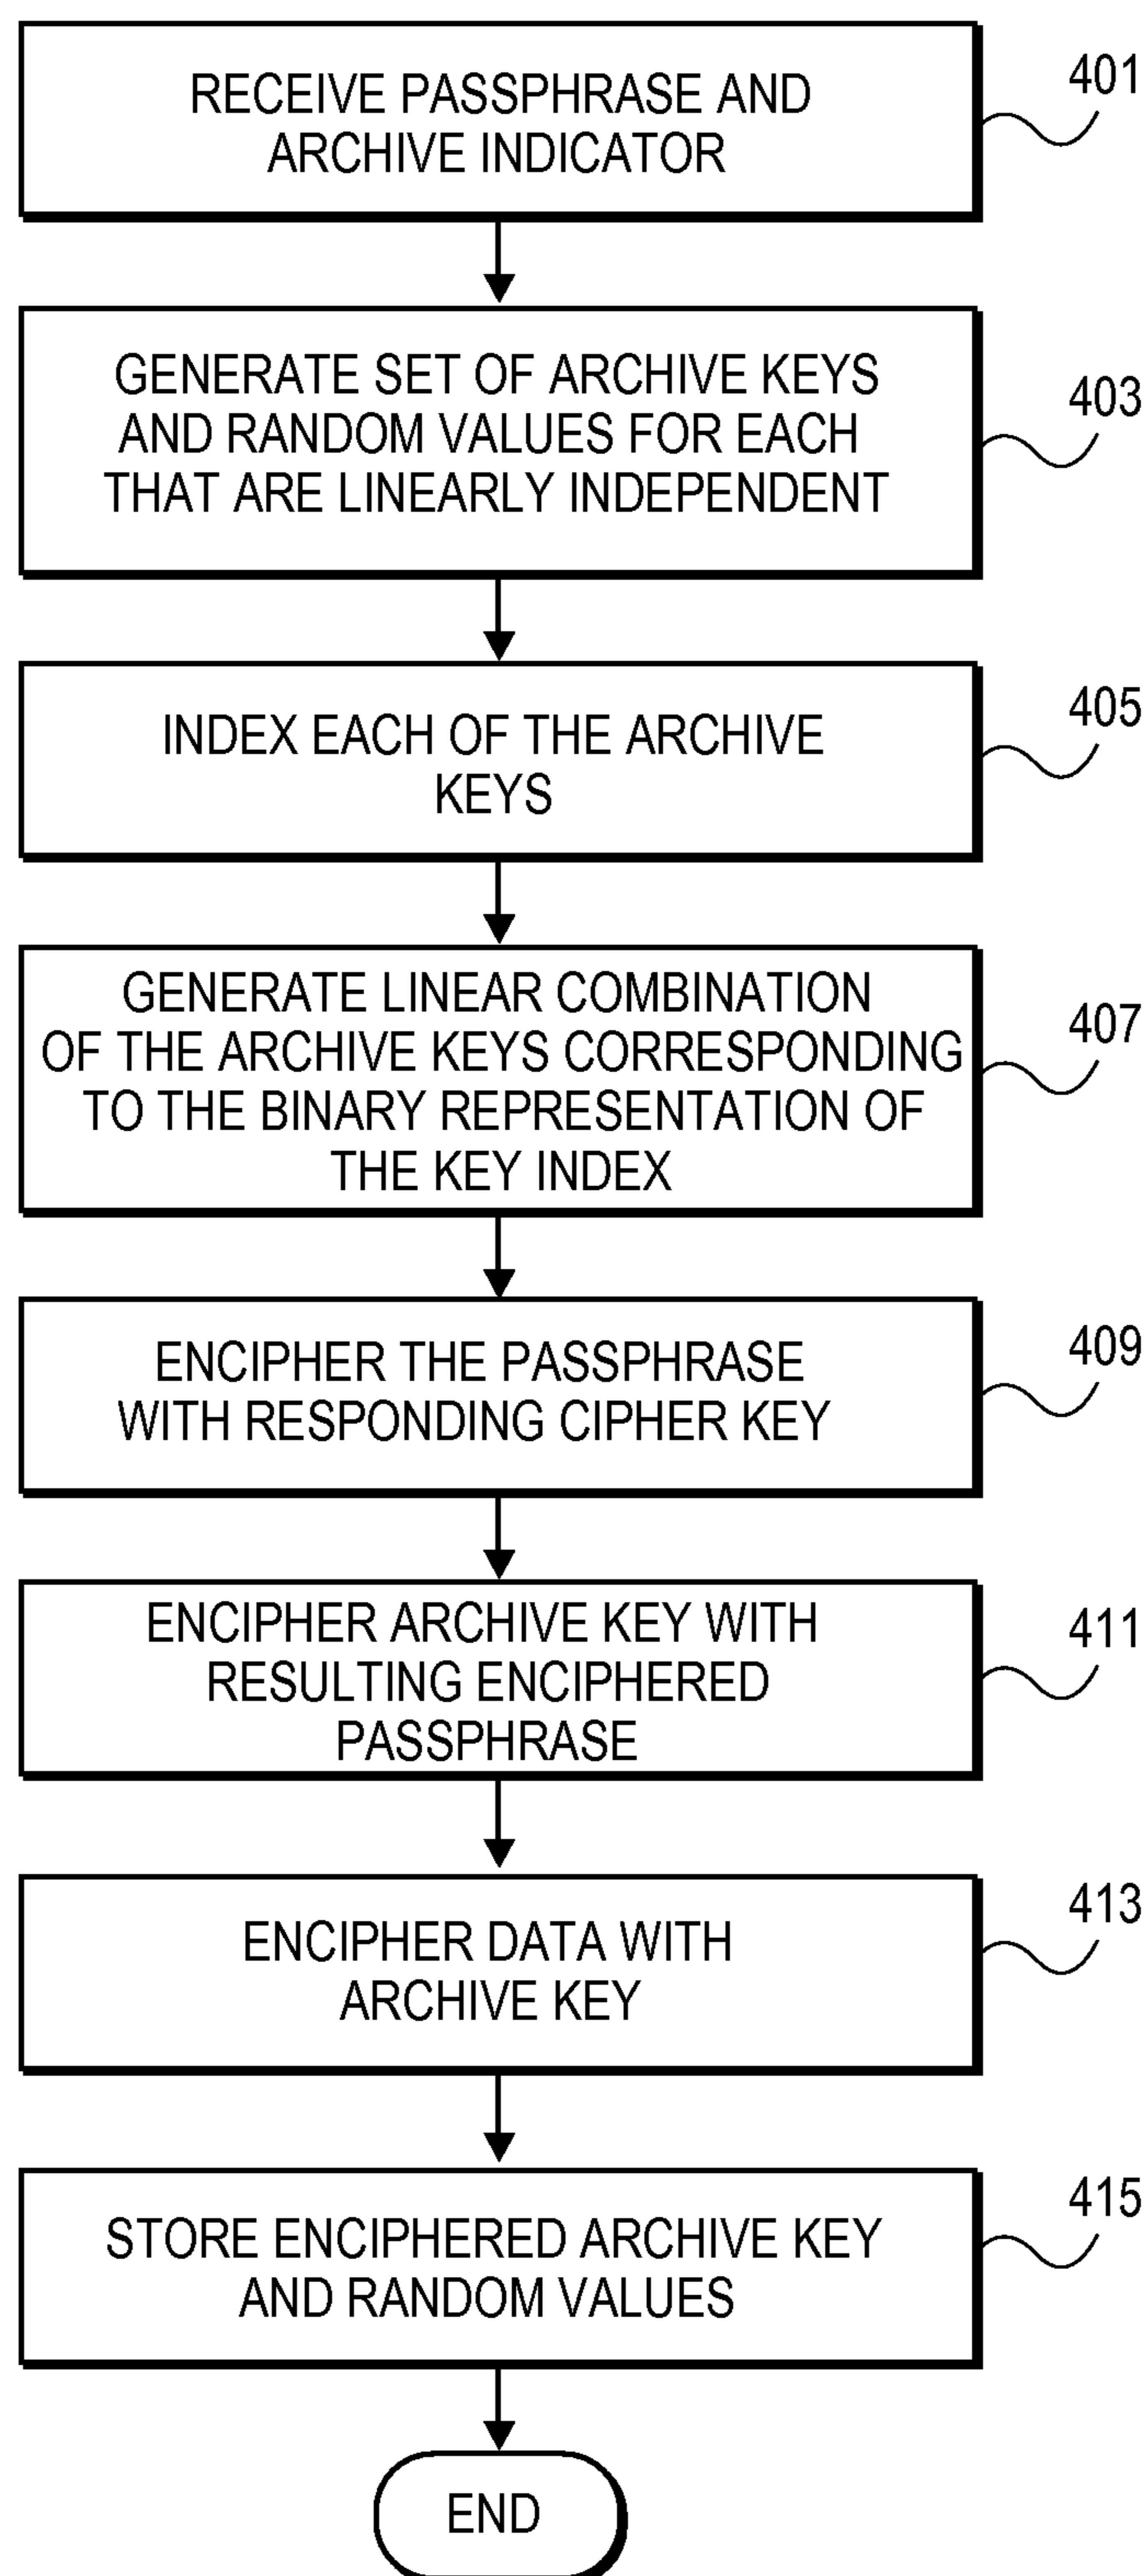 RECEIVE PASSPHRASE AND
ARCHIVE INDICATOR
401
GENERATE SET OF ARCHIVE KEYS
AND RANDOM VALUES FOR EACH
THAT ARE LINEARLY INDEPENDENT
403
INDEX EACH OF THE ARCHIVE
KEYS
405
GENERATE LINEAR COMBINATION
OF THE ARCHIVE KEYS CORRESPONDING
TO THE BINARY REPRESENTATION OF
THE KEY INDEX
407
ENCIPHER THE PASSPHRASE
WITH RESPONDING CIPHER KEY
409
ENCIPHER ARCHIVE KEY WITH
RESULTING ENCIPHERED
PASSPHRASE
411
ENCIPHER DATA WITH
ARCHIVE KEY
413
STORE ENCIPHERED ARCHIVE KEY
AND RANDOM VALUES
415
END